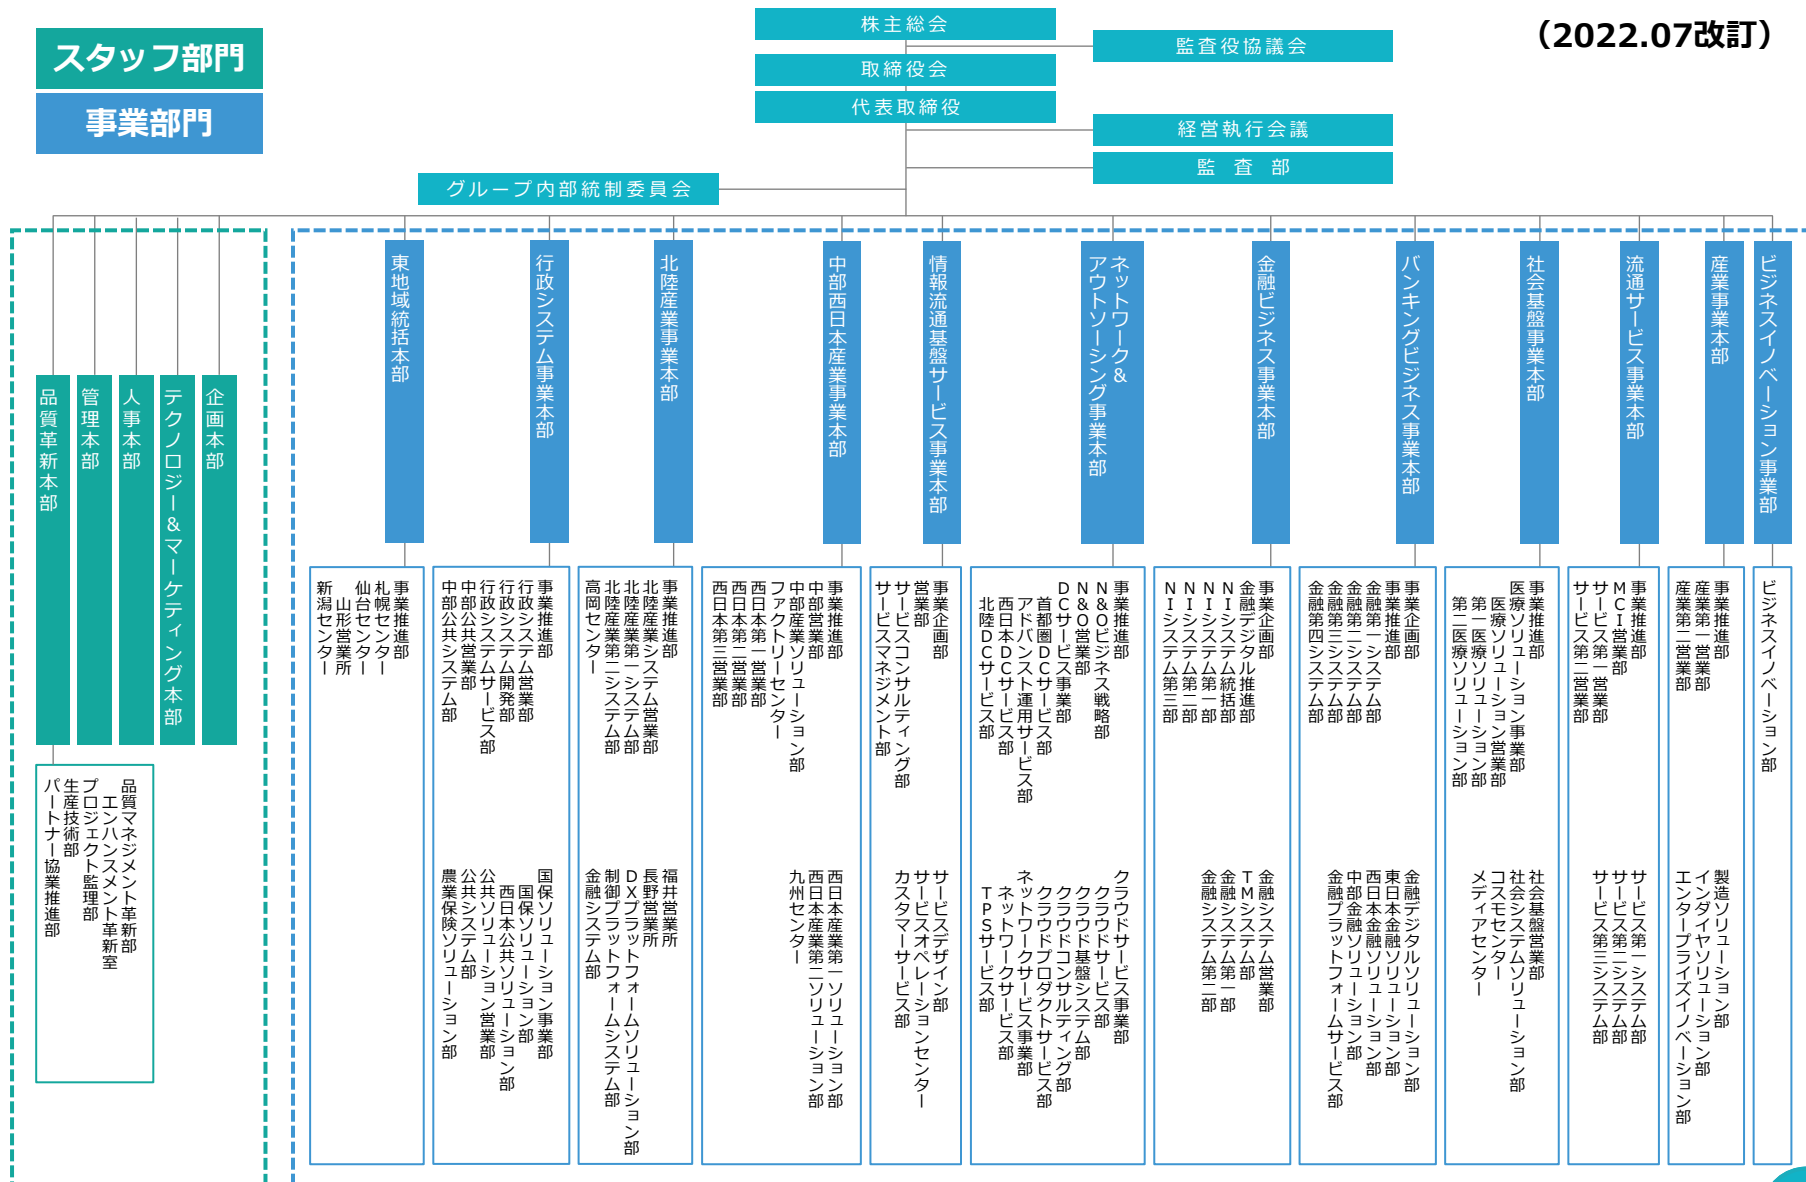 スタッフ部門
事業部門
（2022.07改訂）
株主総会
監査役協議会
取締役会
代表取締役
経営執行会議
監査部
グループ内部統制委員会
ビジネスイノベーション事業部
ビジネスイノベーション部
産業事業本部
事業推進部
産業第一営業部
産業第二営業部
製造ソリューション部
インダイヤソリューション部
エンタープライズイノベーション部
流通サービス事業本部
事業推進部
ＭＣＩ営業部
サービス第一営業部
サービス第二営業部
サービス第一システム部
サービス第二システム部
サービス第三システム部
社会基盤事業本部
事業推進部
医療ソリューション事業部
医療ソリューション営業部
第一医療ソリューション部
第二医療ソリューション部
社会基盤営業部
社会システムソリューション部
コスモセンター
メディアセンター
バンキングビジネス事業本部
事業企画部
事業推進部
金融第一システム部
金融第二システム部
金融第三システム部
金融第四システム部
金融デジタルソリューション部
東日本金融ソリューション部
西日本金融ソリューション部
中部金融ソリューション部
金融プラットフォームサービス部
金融ビジネス事業本部
事業企画部
金融デジタル推進部
ＮＩシステム統括部
ＮＩシステム第一部
ＮＩシステム第二部
ＮＩシステム第三部
金融システム営業部
ＴＭシステム部
金融システム第一部
金融システム第二部
ネットワーク&
アウトソーシング事業本部
事業推進部
Ｎ&Ｏビジネス戦略部
Ｎ&Ｏ営業部
ＤＣサービス事業部
首都圏ＤＣサービス部
アドバンスト運用サービス部
西日本ＤＣサービス部
北陸ＤＣサービス部
クラウドサービス事業部
クラウドサービス部
クラウド基盤システム部
クラウドコンサルティング部
クラウドプロダクトサービス部
ネットワークサービス事業部
ネットワークサービス部
ＴＰＳサービス部
情報流通基盤サービス事業本部
事業企画部
営業部
サービスコンサルティング部
サービスマネジメント部
サービスデザイン部
サービスオペレーションセンター
カスタマーサービス部
中部西日本産業事業本部
事業推進部
中部営業部
中部産業ソリューション部
ファクトリーセンター
西日本第一営業部
西日本第二営業部
西日本第三営業部
西日本産業第一ソリューション部
西日本産業第二ソリューション部
九州センター
北陸産業事業本部
事業推進部
北陸産業システム営業部
北陸産業第一システム部
北陸産業第二システム部
高岡センター
福井営業所
長野営業所
ＤＸプラットフォームソリューション部
制御プラットフォームシステム部
金融システム部
行政システム事業本部
事業推進部
行政システム営業部
行政システム開発部
行政システムサービス部
中部公共営業部
中部公共システム部
国保ソリューション事業部
国保ソリューション部
西日本公共ソリューション部
公共ソリューション営業部
公共システム部
農業保険ソリューション部
東地域統括本部
事業推進部
札幌センター
仙台センター
山形営業所
新潟センター
企画本部
テクノロジー&マーケティング本部
人事本部
管理本部
品質革新本部
品質マネジメント革新部
エンハンスメント革新室
プロジェクト監理部
生産技術部
パートナー協業推進部